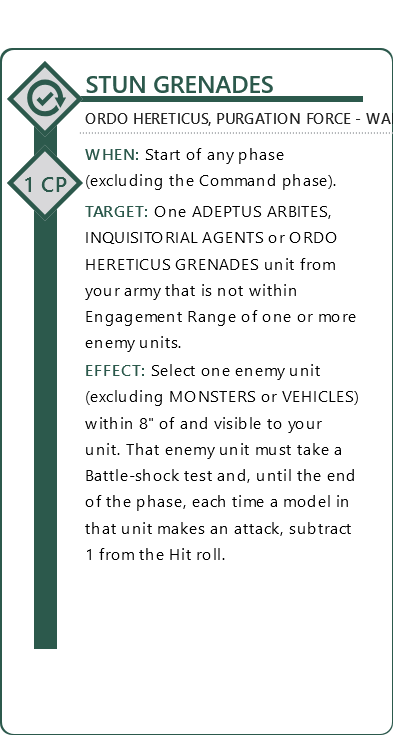 STUN GRENADES
ORDO HERETICUS, PURGATION FORCE -
1 CP
WHEN: Start of any phase
(excluding the Command phase).
TARGET: One ADEPTUS ARBITES,
INQUISITORIAL AGENTS or ORDO
HERETICUS GRENADES unit from
your army that is not within
Engagement Range of one or more
enemy units.
EFFECT: Select one enemy unit
(excluding MONSTERS or VEHICLES)
within 8" of and visible to your
unit. That enemy unit must take a
Battle-shock test and, until the end
of the phase, each time a model in
that unit makes an attack, subtract
1 from the Hit roll.